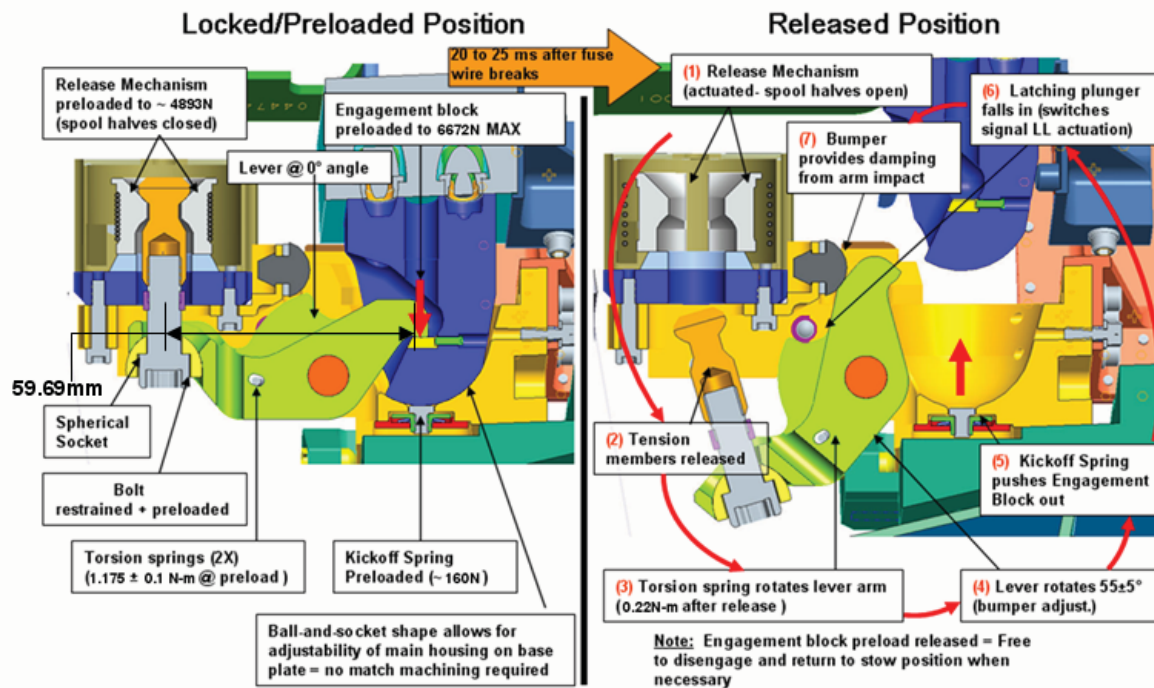 Locked/Preloaded Position
Released Position
20 to 25 ms after fuse
wire breaks
Release Mechanism
preloaded to ~ 4893N
(spool halves closed)
Engagement block
preloaded to 6672N MAX
Lever @ 0° angle
59.69mm
Spherical
Socket
Bolt
restrained + preloaded
Torsion springs (2X)
(1.175 ± 0.1 N-m @ preload )
Kickoff Spring
Preloaded (~160N )
Ball-and-socket shape allows for
adjustability of main housing on base
plate = no match machining required
(1) Release Mechanism
(actuated- spool halves open)
(6) Latching plunger
falls in (switches
signal LL actuation)
(7) Bumper
provides damping
from arm impact
(2) Tension
members released
(5) Kickoff Spring
pushes Engagement
Block out
(3) Torsion spring rotates lever arm
(0.22N-m after release )
(4) Lever rotates 55±5°
(bumper adjust.)
Note: Engagement block preload released = Free
to disengage and return to stow position when
necessary